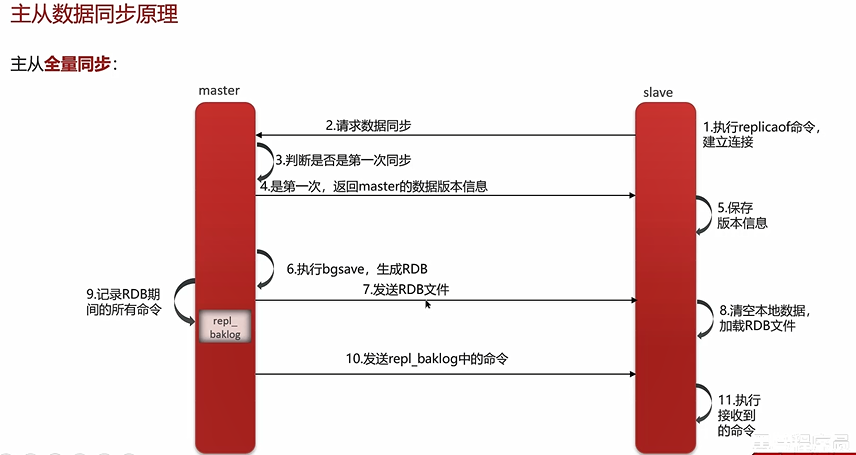 主从数据同步原理
主从全量同步：
master
slave
2.请求数据同步
1.执行replicaof命令，
建立连接
3.判断是否是第一次同步
4.是第一次，返回master的数据版本信息
5.保存
版本信息
6.执行bgsave，生成RDB
7.发送RDB文件
9.记录RDB期
间的所有命令
repl_
baklog
8.清空本地数据，
加载RDB文件
10.发送repl_baklog中的命令
11.执行
接收到
的命令